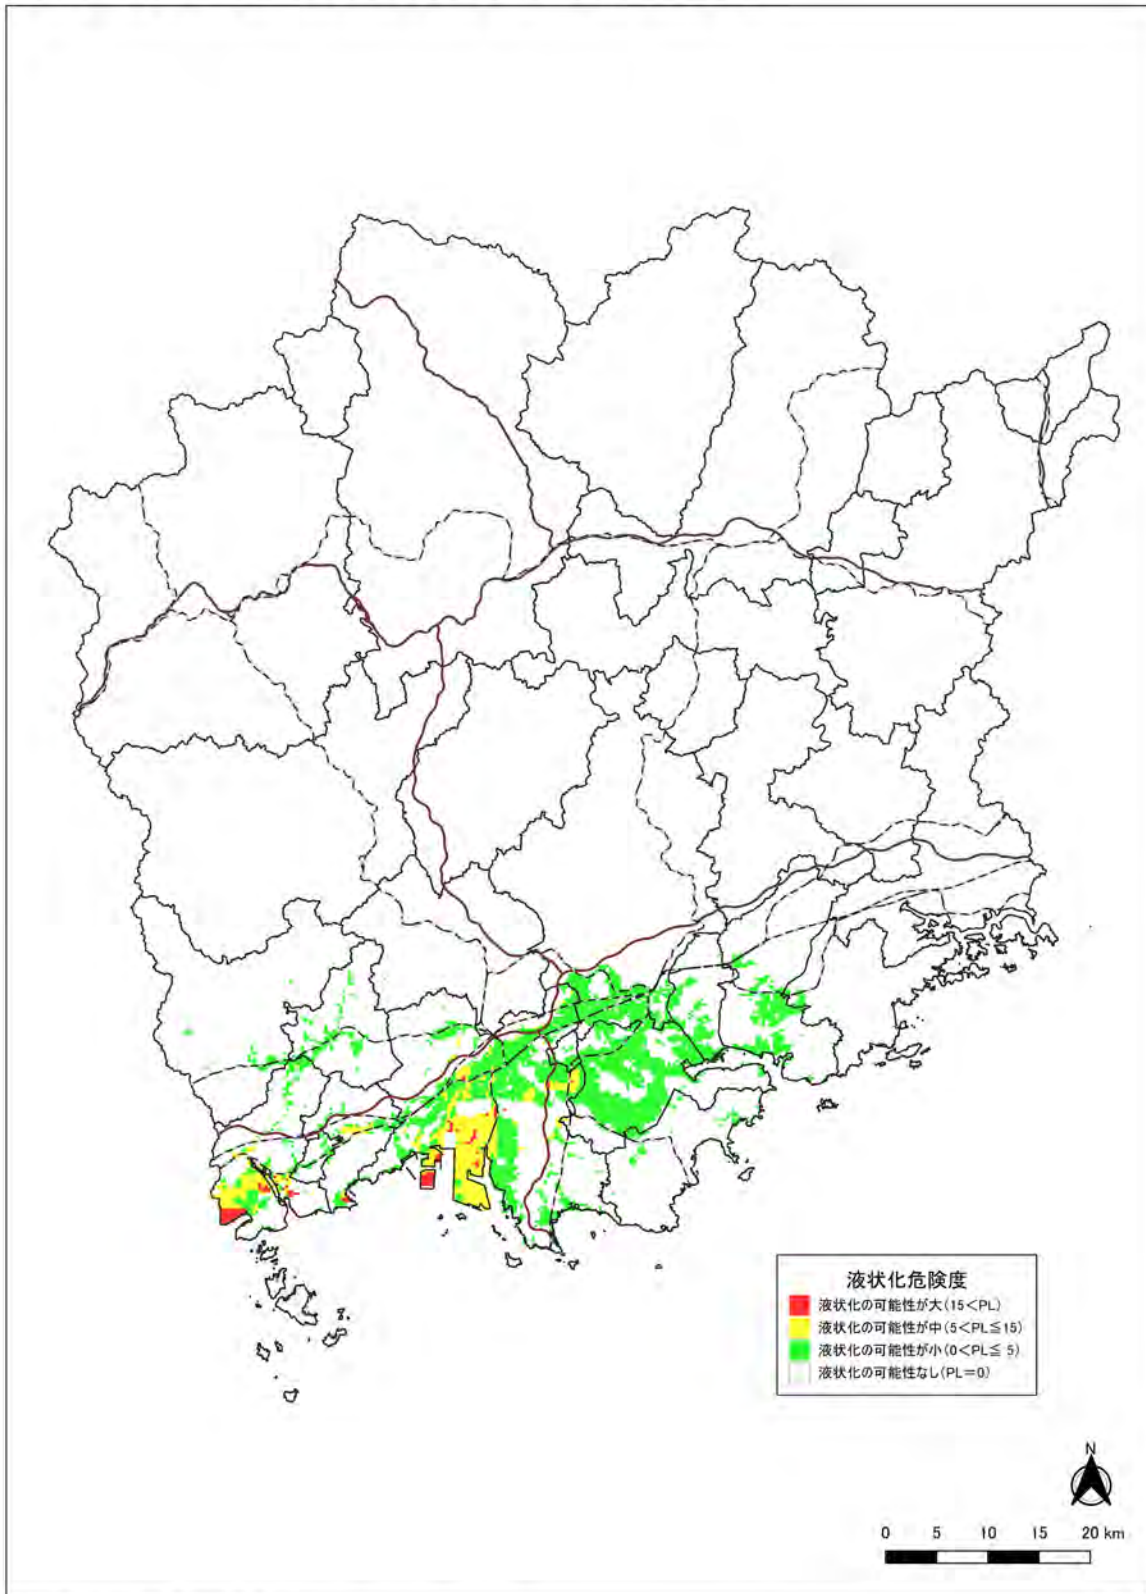 液状化危険度
液状化の可能性が大(15<PL)
液状化の可能性が中(5<PL≦15)
液状化の可能性が小(0<PL≦ 5)
液状化の可能性なし(PL=0)
N
0 5 10 15 20 km